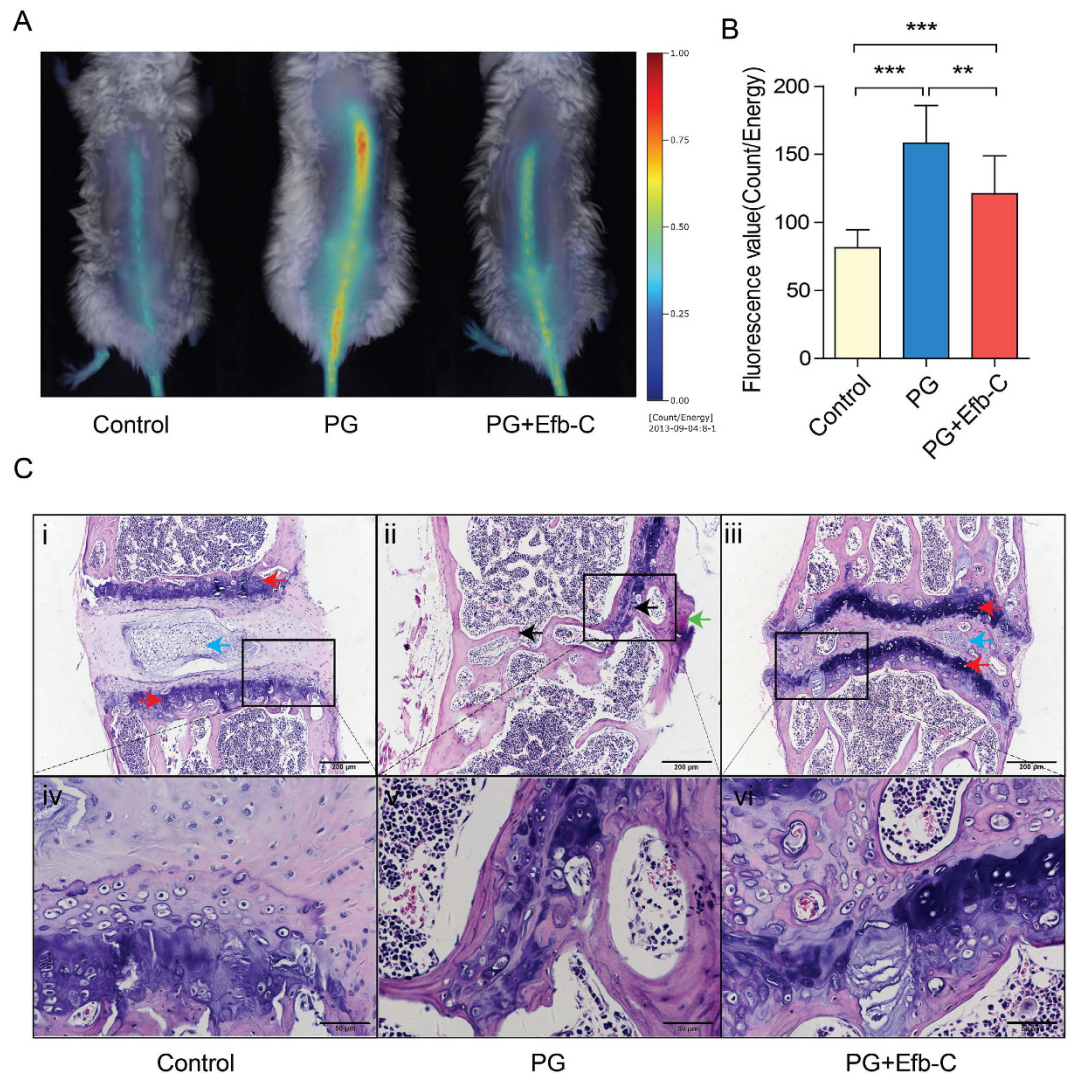 A
1.00
0.75
0.50
0.25
0.00
[Count/Energy]
2013-09-04:8-1
Control
PG
PG+Efb-C
B
***
***
**
Fluorescence value(Count/Energy)
200
150
100
50
0
Control
PG
PG+Efb-C
C
i
200 μm
ii
200 μm
iii
200 μm
iv
50 μm
v
50 μm
vi
Control
PG
PG+Efb-C